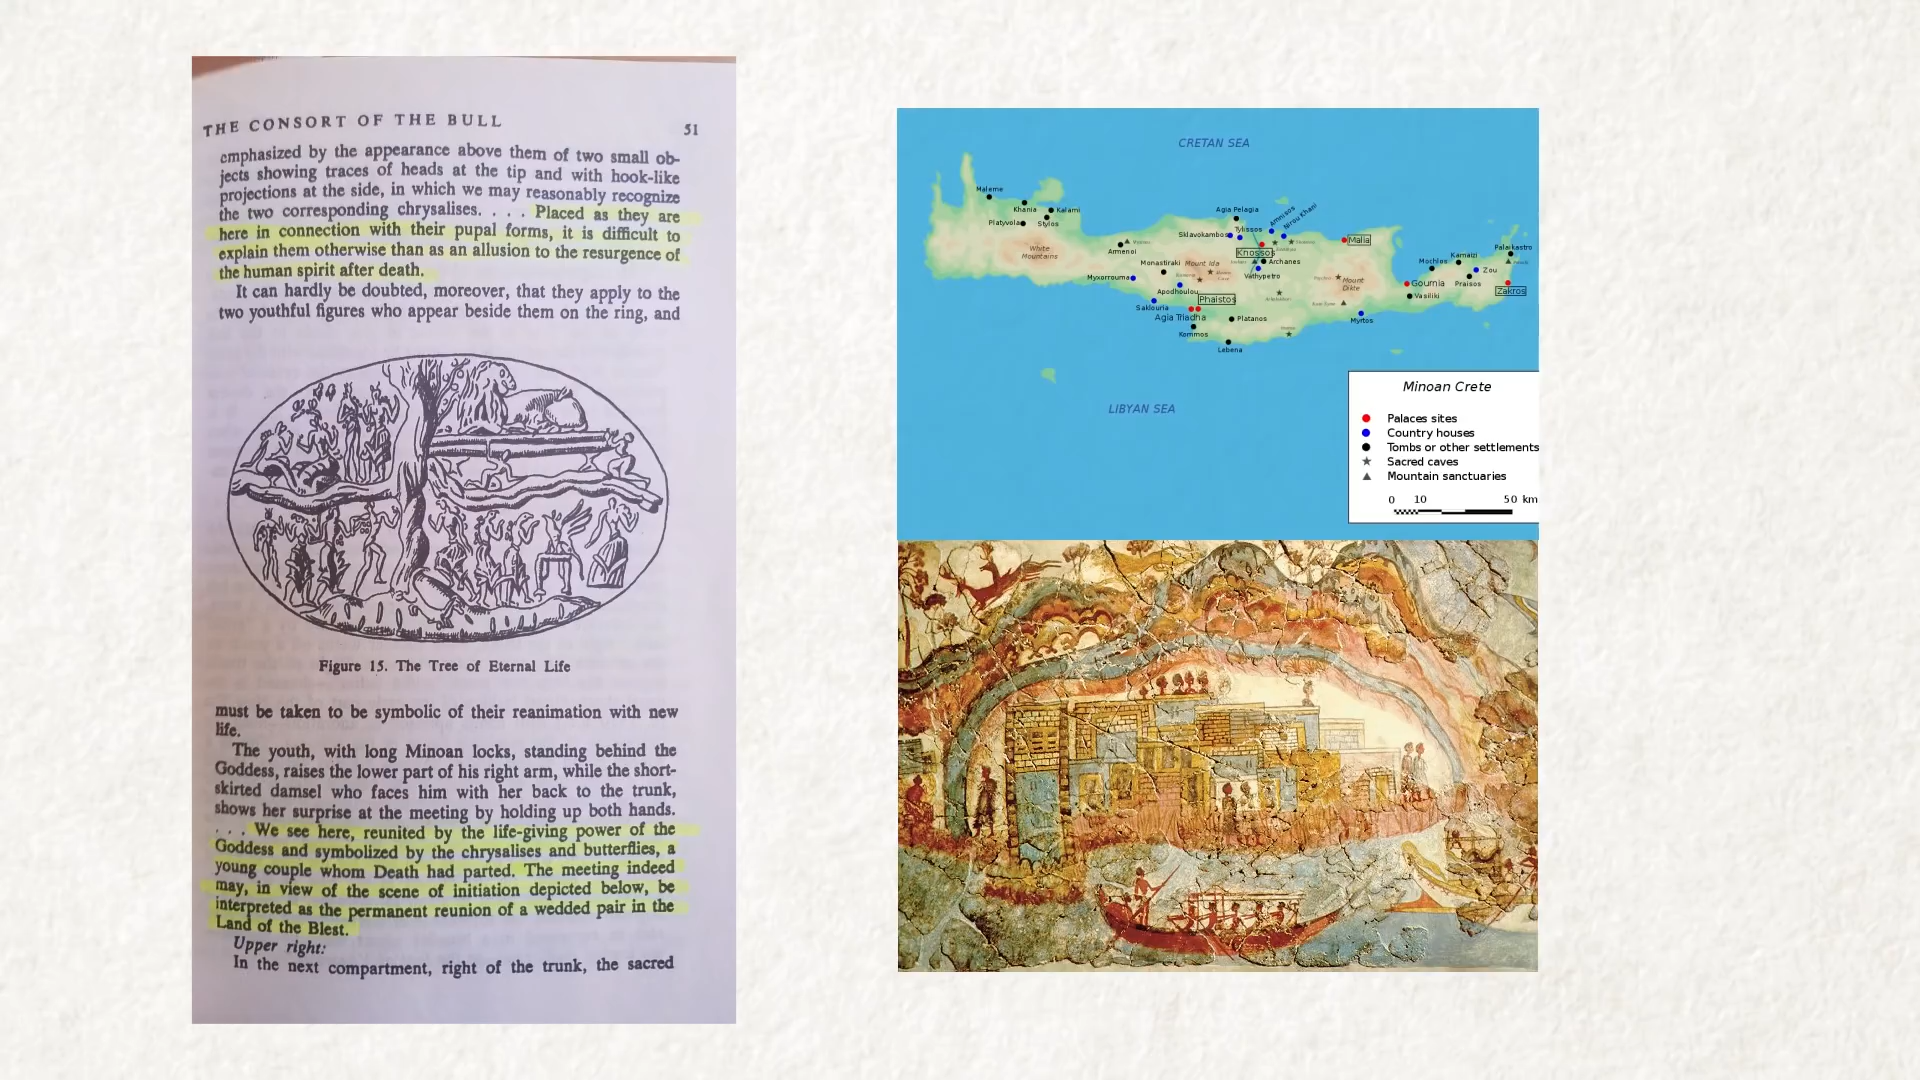 THE CONSORT OF THE BULL 51
emphasized by the appearance above them of two small ob-
jects showing traces of heads at the tip and with hook-like
projections at the side, in which we may reasonably recognize
the two corresponding chrysalises. . . . Placed as they are
here in connection with their pupal forms, it is difficult to
explain them otherwise than as an allusion to the resurgence of
the human spirit after death.
It can hardly be doubted, moreover, that they apply to the
two youthful figures who appear beside them on the ring, and
Figure 15. The Tree of Eternal Life
must be taken to be symbolic of their reanimation with new
life.
The youth, with long Minoan locks, standing behind the
Goddess, raises the lower part of his right arm, while the short-
skirted damsel who faces him with her back to the trunk,
shows her surprise at the meeting by holding up both hands.
. . . We see here, reunited by the life-giving power of the
Goddess and symbolized by the chrysalises and butterflies, a
young couple whom Death had parted. The meeting indeed
may, in view of the scene of initiation depicted below, be
interpreted as the permanent reunion of a wedded pair in the
Land of the Blest.
Upper right:
In the next compartment, right of the trunk, the sacred
CRETAN SEA
Maleme
Khania
Kalami
Platyvola
Stylos
White
Mountains
Armenoi
Agia Pelagia
Amnisos
Nirou Khani
Sklavokambos
Tylissos
Knossos
Archanes
Vathypetro
Malia
Monastiraki
Mount Ida
Myxorrouma
Apodhoulou
Saklouria
Phaistos
Agia Triadha
Kommos
Platanos
Lebena
Mount
Dikte
Myrtos
Mochlos
Kamaizi
Palaikastro
Zou
Praisos
Gournia
Vasiliki
Zakros
LIBYAN SEA
Minoan Crete
Palaces sites
Country houses
Tombs or other settlements
Sacred caves
Mountain sanctuaries
0 10 50 km